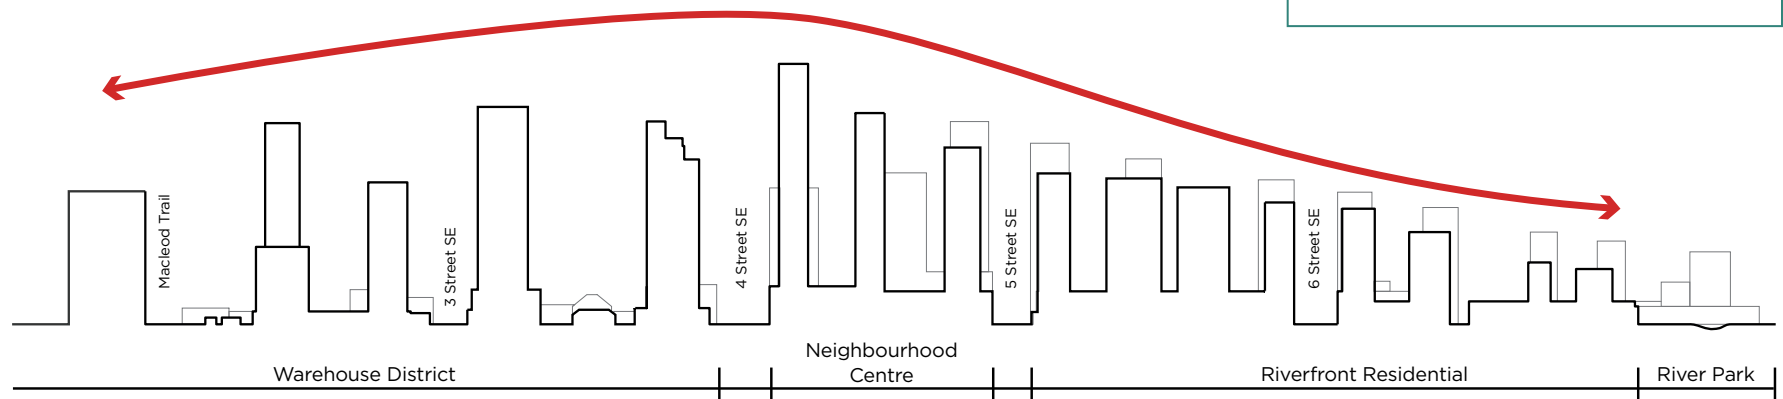 Macleod Trail
3 Street SE
4 Street SE
5 Street SE
6 Street SE
Warehouse District
Neighbourhood
Centre
Riverfront Residential
River Park